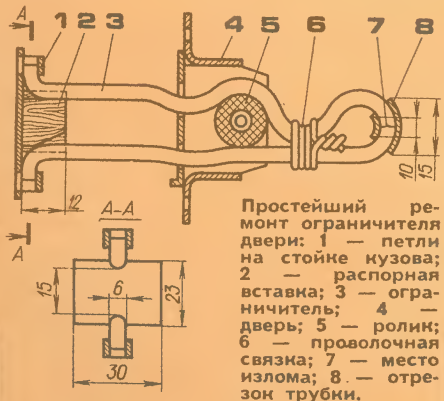 А
1 2 3 4 5 6 7 8
12
10
15
А
А-А
6
15
23
30
Простейший ре-
монт ограничителя
двери: 1 — петли
на стойке кузова;
2 — распорная
вставка; 3 — огра-
ничитель; 4 —
дверь; 5 — ролик;
6 — проволочная
связка; 7 — место
излома; 8 — отре-
зок трубки.